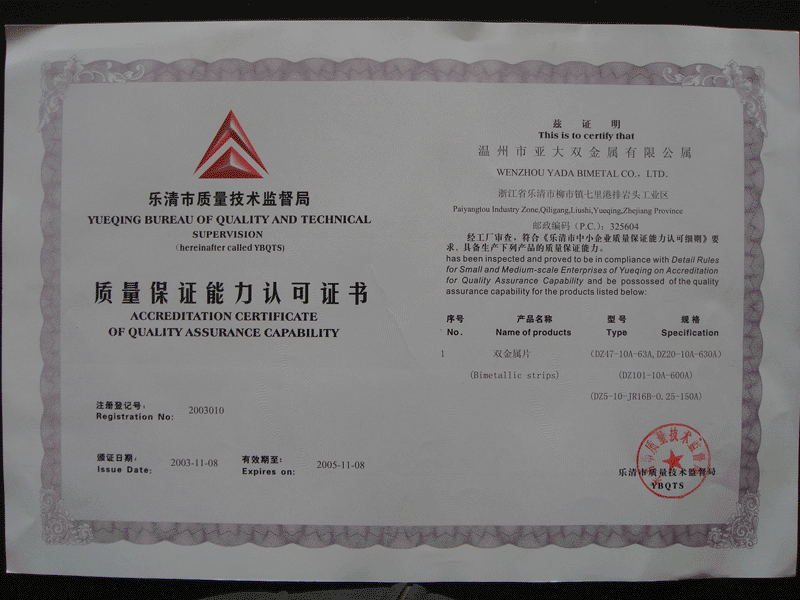 乐清市质量技术监督局
YUEQING BUREAU OF QUALITY AND TECHNICAL
SUPERVISION
(hereinafter called YBQTS)
质量保证能力认可证书
ACCREDITATION CERTIFICATE
OF QUALITY ASSURANCE CAPABILITY
注册登记号:
Registration No: 2003010
颁证日期: 有效期至:
Issue Date: 2003-11-08 Expires on: 2005-11-08
兹 证 明
This is to certify that
温州市亚大双金属有限公属
WENZHOU YADA BIMETAL CO., LTD.
浙江省乐清市柳市镇七里港排岩头工业区
Paiyangtou Industry Zone,Qiligang,Liushi,Yueqing,Zhejiang Province
邮政编码(P.C.): 325604
经工厂审查,符合《乐清市中小企业质量保证能力认可细则》要
求,具备生产下列产品的质量保证能力。
has been inspected and proved to be in compliance with Detail Rules
for Small and Medium-scale Enterprises of Yueqing on Accreditation
for Quality Assurance Capability and be possossed of the quality
assurance capability for the products listed below:
序号 产品名称 型号 规格
No. Name of products Type Specification
1 双金属片 (DZ47-10A-63A,DZ20-10A-630A)
(Bimetallic strips) (DZ101-10A-600A)
(DZ5-10-JR16B-0.25-150A)
乐清市质量技术监督局
乐清市质量技术监督局
YBQTS